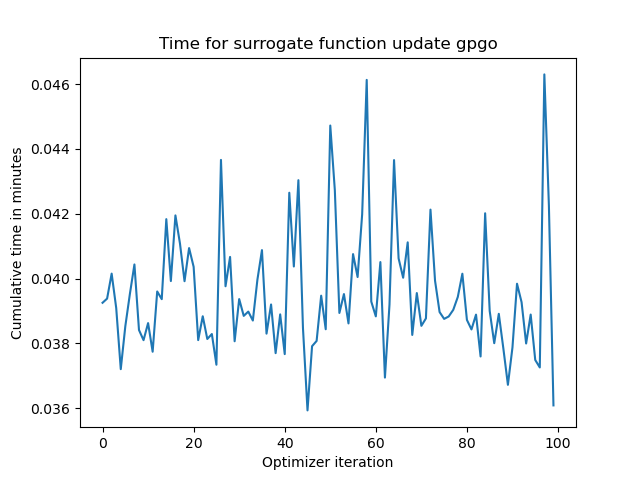 Time for surrogate function update gpgo
Cumulative time in minutes
0.046
0.044
0.042
0.040
0.038
0.036
0 20 40 60 80 100
Optimizer iteration